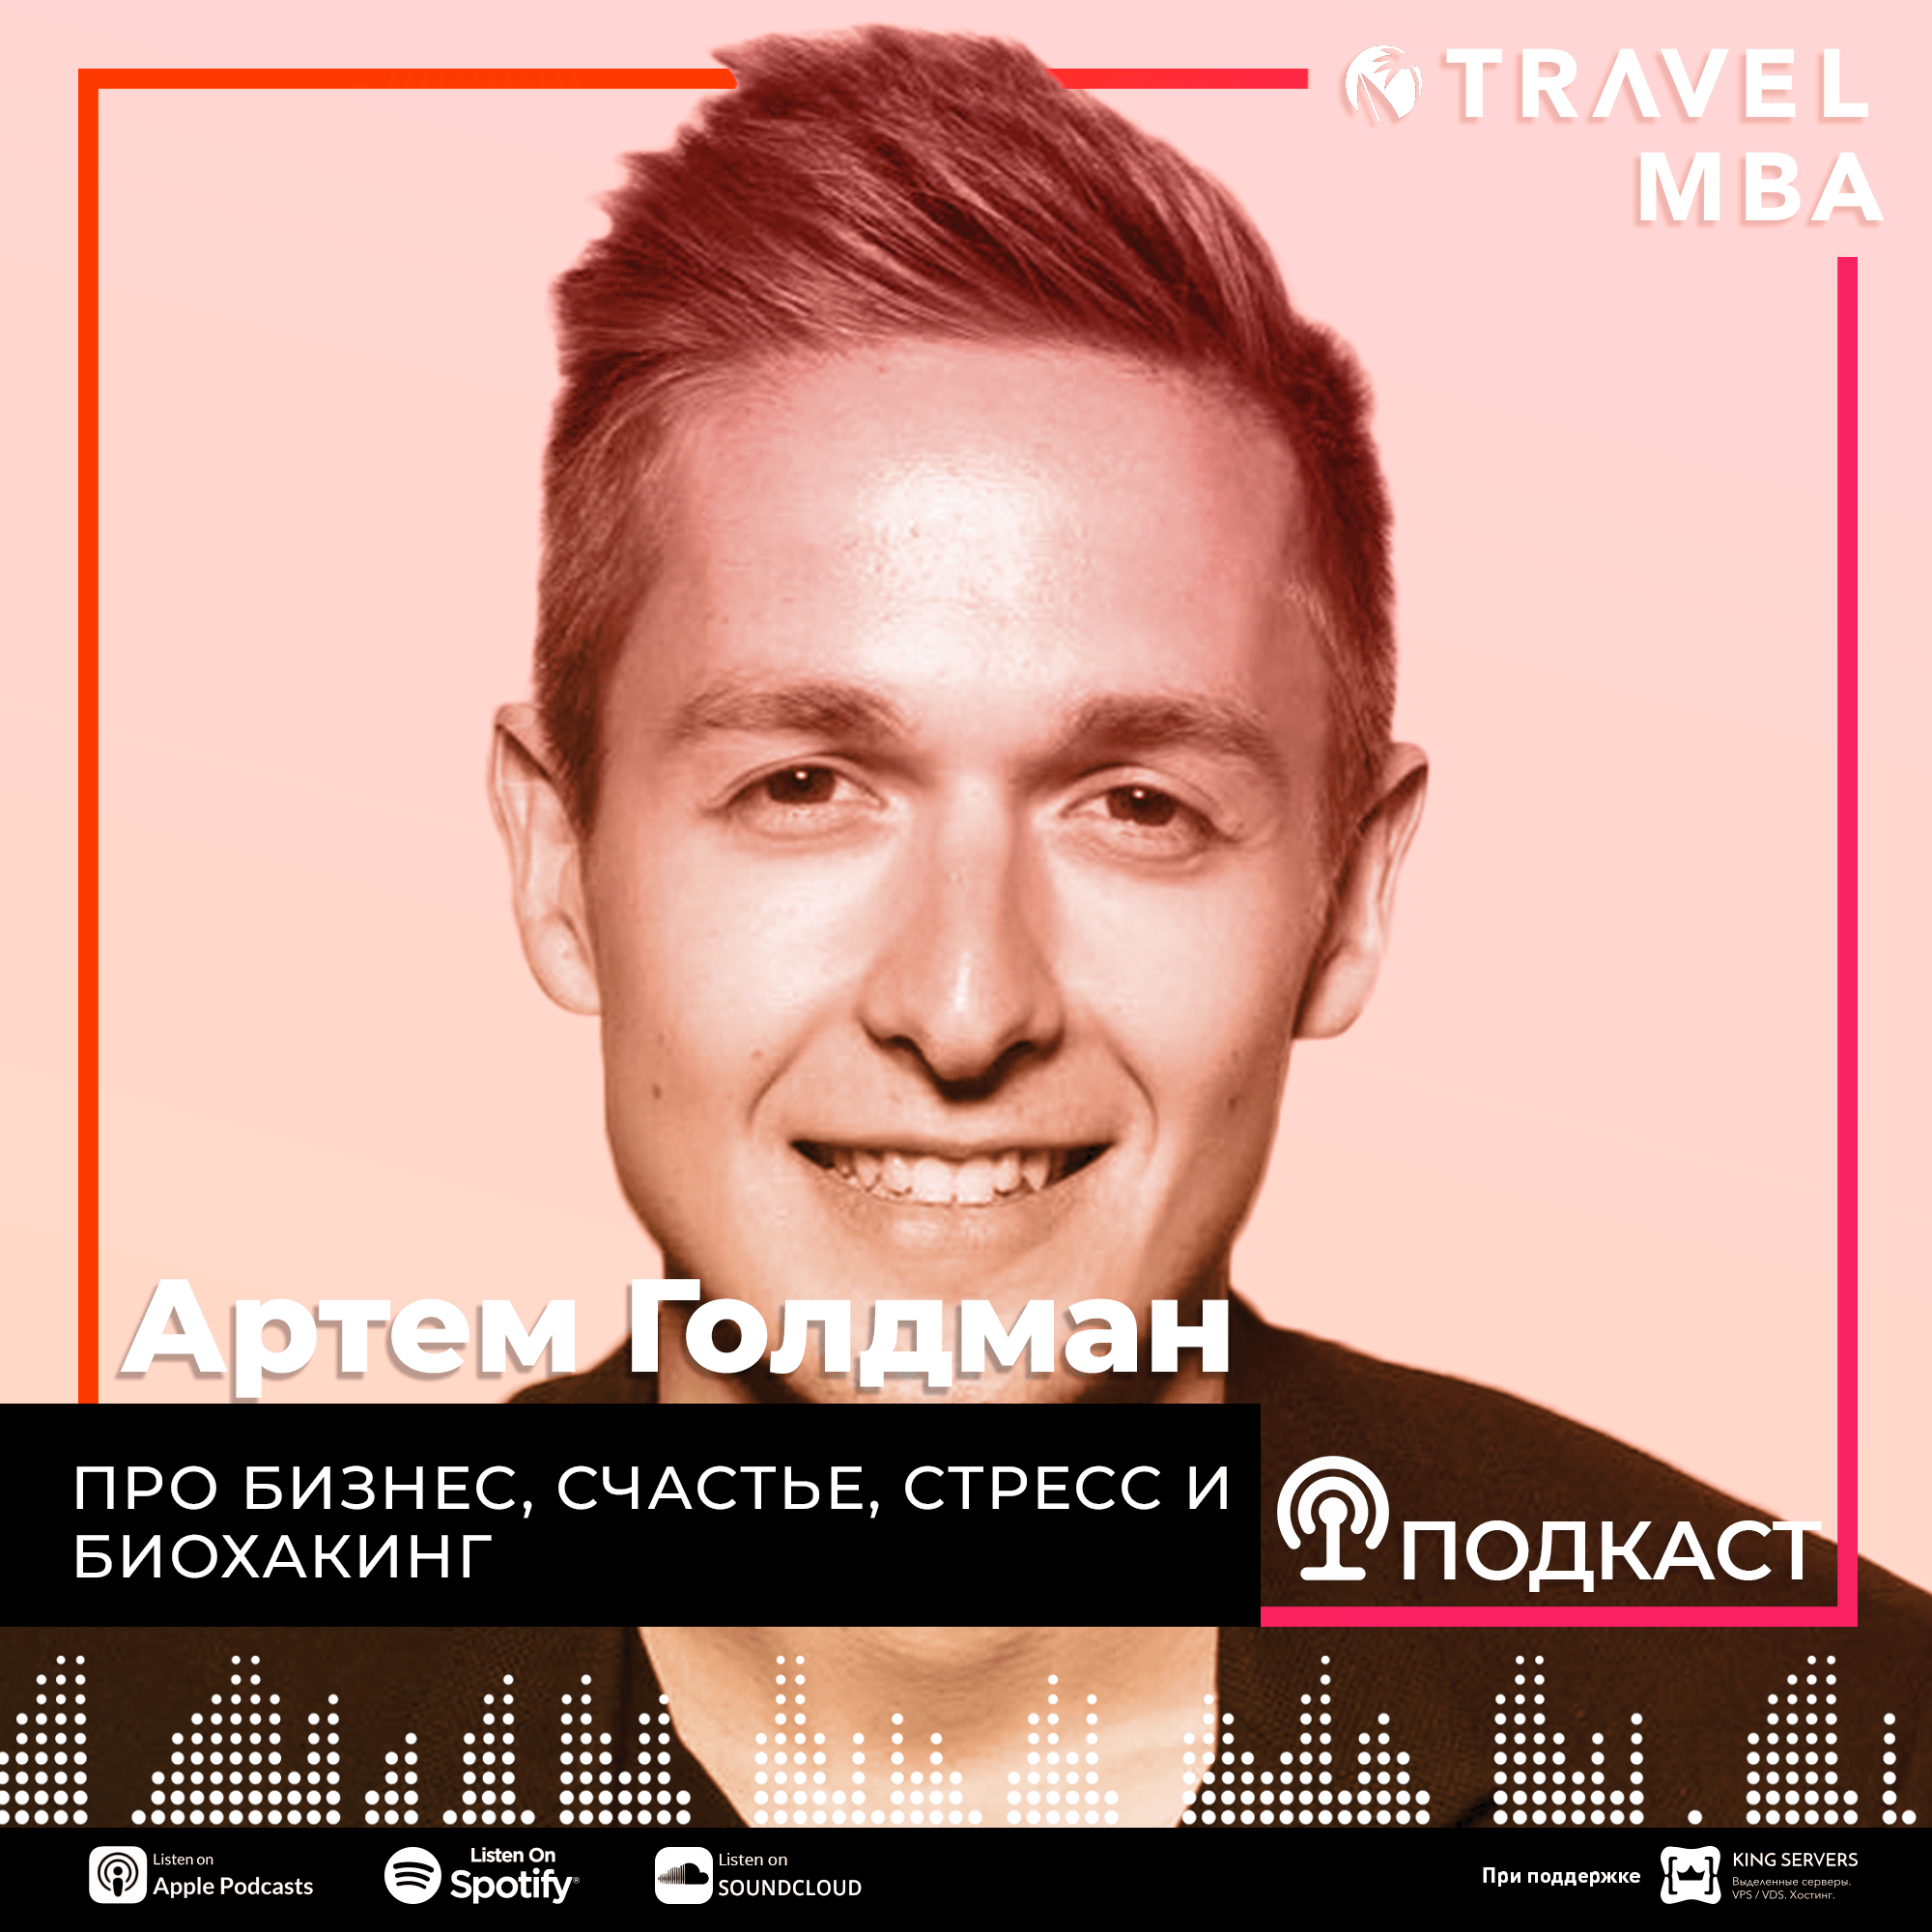 TRAVEL
MBA
Артем Голдман
ПРО БИЗНЕС, СЧАСТЬЕ, СТРЕСС И
БИОХАКИНГ
ПОДКАСТ
Listen on
Apple Podcasts
Listen On
Spotify®
Listen on
SOUNDCLOUD
При поддержке
KING SERVERS
Выделенные серверы.
VPS / VDS. Хостинг.